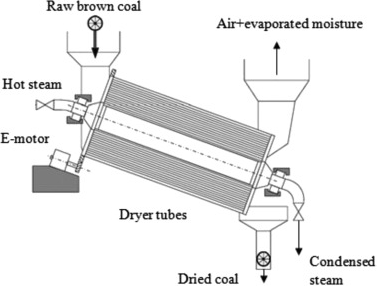 Raw brown coal
Air+evaporated moisture
Hot steam
E-motor
Dryer tubes
Dried coal
Condensed
steam